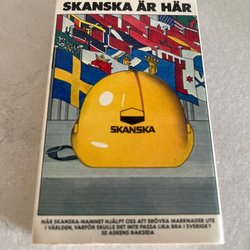 SKANSKA ÄR HÄR
SKANSKA
HAR SKANSKA-NAMNET HJÄLPT OSS ATT ERÖVRA MARKNADER UTE
I VÄRLDEN, VARFÖR SKULLE DET INTE PASSA LIKA BRA I SVERIGE?
SE ASKENS BAKSIDA